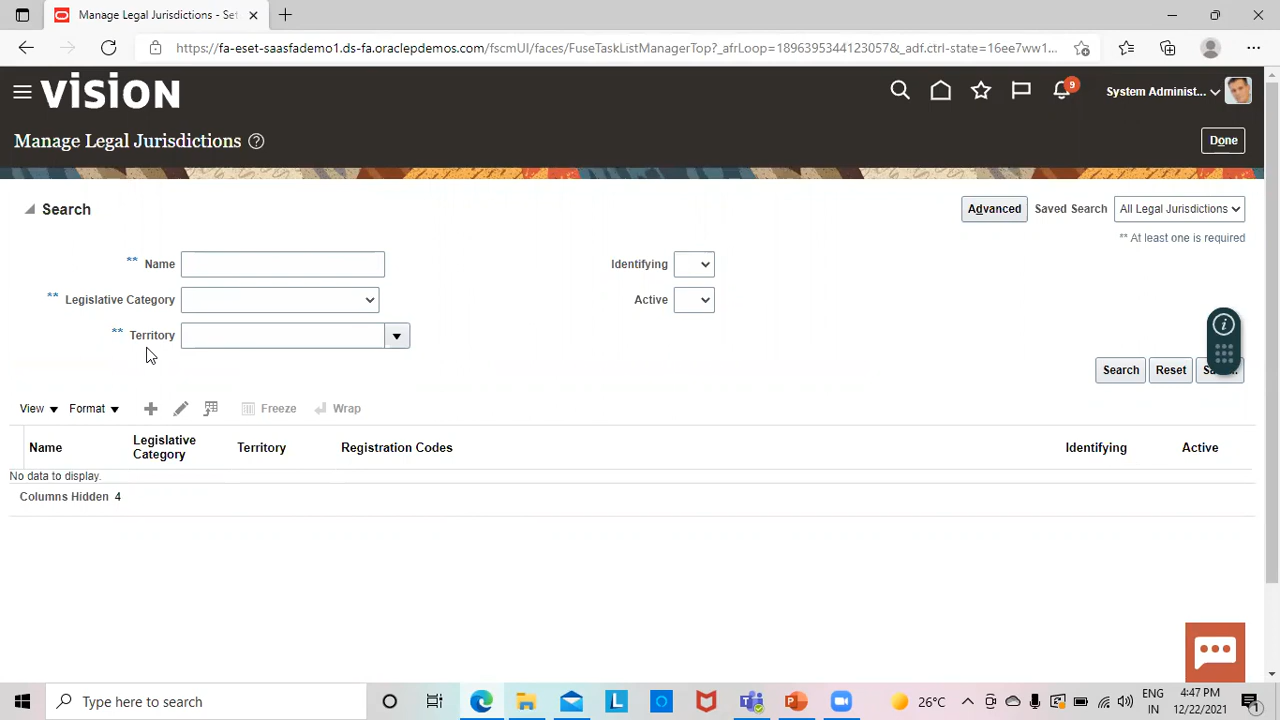 Manage Legal Jurisdictions - Se
https://fa-eset-saasfademo1.ds-fa.oraclepdemos.com/fscmUI/faces/FuseTaskListManagerTop?_afrLoop=18963953441230578&_adf.ctrl-state=16ee7ww1...
VISION
9
System Administ...
Manage Legal Jurisdictions ?
Done
Search
Advanced
Saved Search
All Legal Jurisdictions
** At least one is required
** Name
Identifying
** Legislative Category
Active
** Territory
Search
Reset
View
Format
Freeze
Wrap
Name
Legislative Category
Territory
Registration Codes
Identifying
Active
No data to display.
Columns Hidden 4
Type here to search
26°C
ENG
IN
4:47 PM
12/22/2021
1